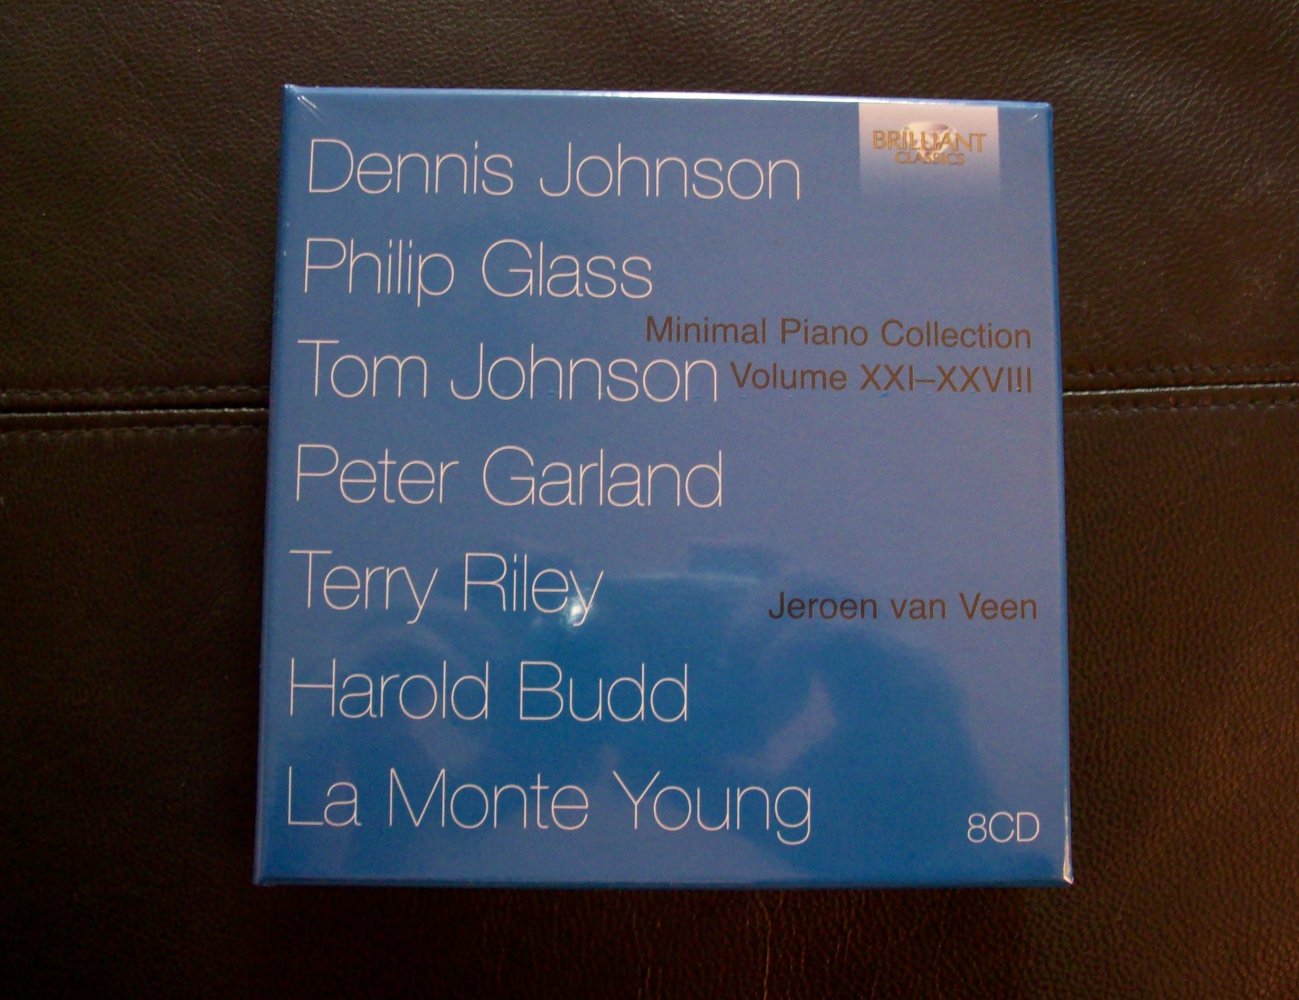 Dennis Johnson
BRILLIANT
CLASSICS
Philip Glass
Minimal Piano Collection
Tom Johnson
Volume XXI–XXVIII
Peter Garland
Terry Riley
Jeroen van Veen
Harold Budd
La Monte Young
8CD